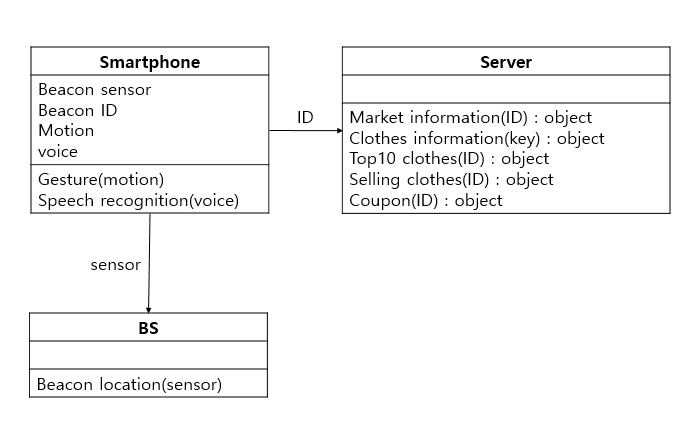 Smartphone
Beacon sensor
Beacon ID
Motion
voice
Gesture(motion)
Speech recognition(voice)
ID
Server
Market information(ID) : object
Clothes information(key) : object
Top10 clothes(ID) : object
Selling clothes(ID) : object
Coupon(ID) : object
sensor
BS
Beacon location(sensor)